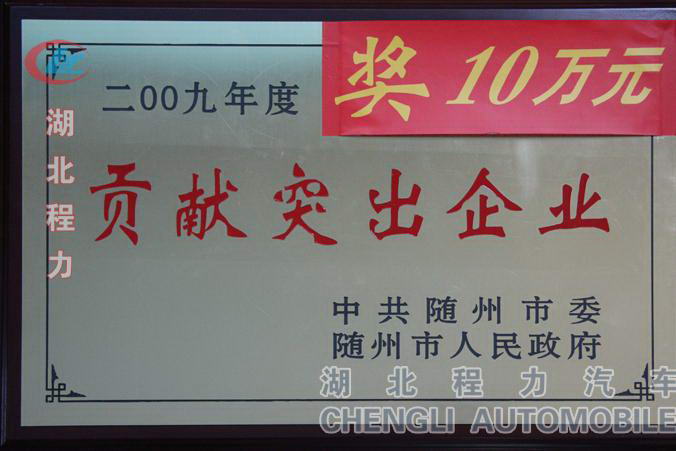 奖 10万元
二00九年度
湖北程力
贡献突出企业
中共随州市委
随州市人民政府
湖北程力汽车
CHENGLI AUTOMOBILE